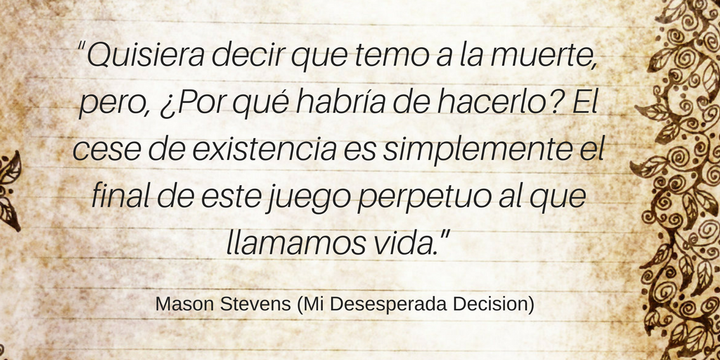 "Quisiera decir que temo a la muerte,
pero, ¿Por qué habría de hacerlo? El
cese de existencia es simplemente el
final de este juego perpetuo al que
llamamos vida."
Mason Stevens (Mi Desesperada Decision)